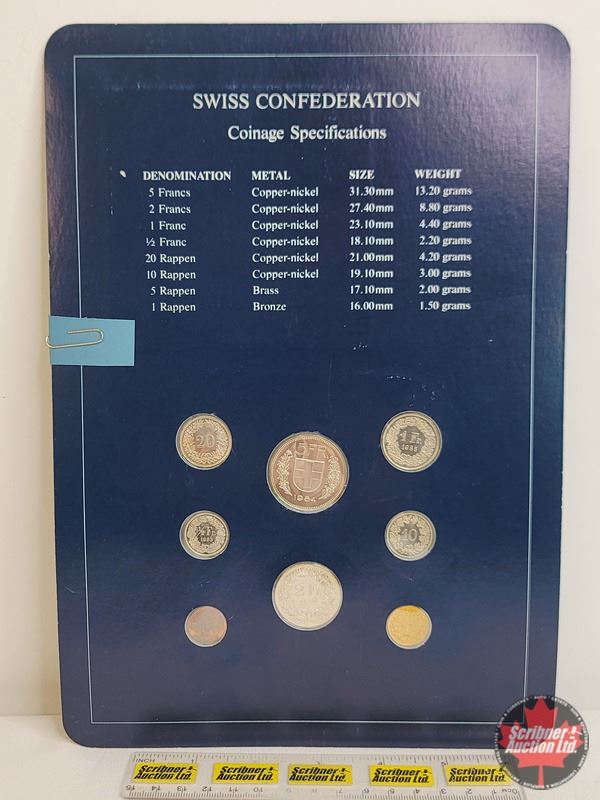 SWISS CONFEDERATION
Coinage Specifications
DENOMINATION METAL SIZE WEIGHT
5 Francs Copper-nickel 31.30mm 13.20 grams
2 Francs Copper-nickel 27.40mm 8.80 grams
1 Franc Copper-nickel 23.10mm 4.40 grams
½ Franc Copper-nickel 18.10mm 2.20 grams
20 Rappen Copper-nickel 21.00mm 4.20 grams
10 Rappen Copper-nickel 19.10mm 3.00 grams
5 Rappen Brass 17.10mm 2.00 grams
1 Rappen Bronze 16.00mm 1.50 grams
20
5 FR
1984
1 Fr.
½ Fr.
10
2 Fr
INCH
Scribner Auction Ltd.
Scribner Auction Ltd.
Scribner Auction Ltd.
Scribner Auction Ltd.
Scribner Auction Ltd.
Scribner
Auction Ltd.